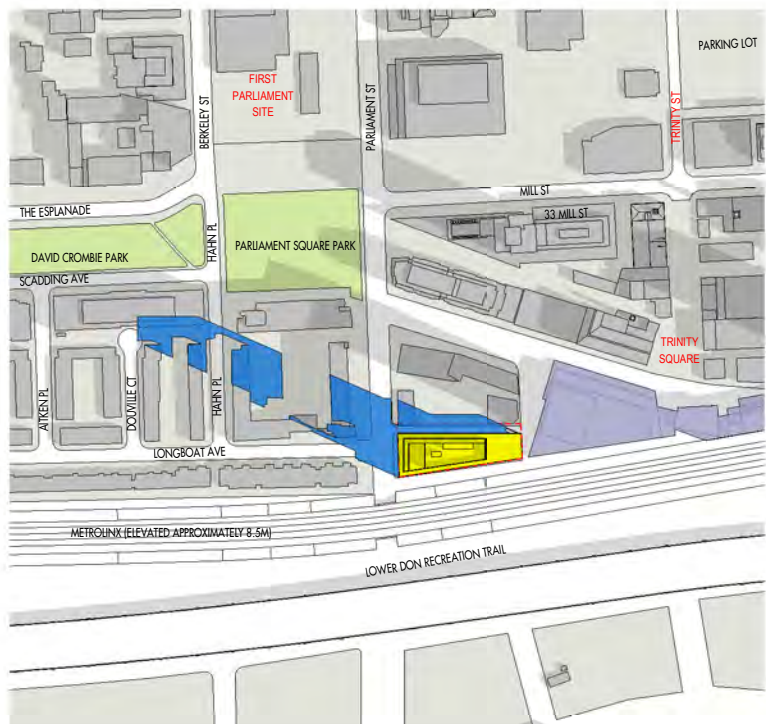 PARKING LOT
FIRST
PARLIAMENT
SITE
BERKELEY ST
PARLIAMENT ST
TRINITY ST
MILL ST
THE ESPLANADE
33 MILL ST
HAHN PL
PARLIAMENT SQUARE PARK
DAVID CROMBIE PARK
SCADDING AVE
TRINITY
SQUARE
AITKEN PL
DOUVILLE CT
HAHN PL
LONGBOAT AVE
METROLINX (ELEVATED APPROXIMATELY 8.5M)
LOWER DON RECREATION TRAIL